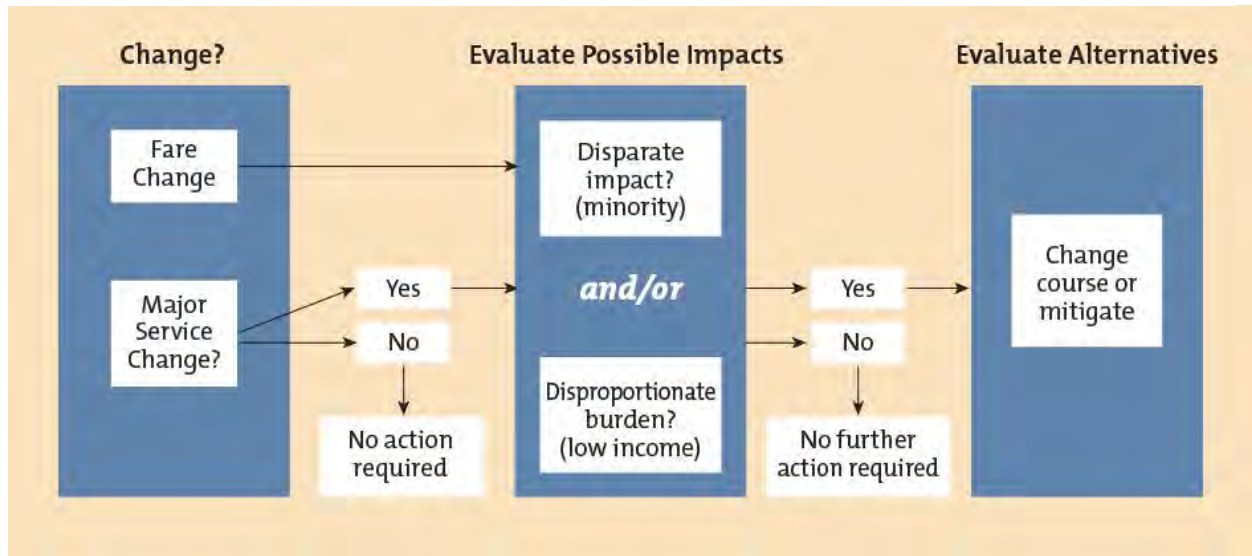 Change?
Evaluate Possible Impacts
Evaluate Alternatives
Fare
Change
Major
Service
Change?
Yes
No
No action
required
Disparate
impact?
(minority)
and/or
Disproportionate
burden?
(low income)
Yes
No
No further
action required
Change
course or
mitigate